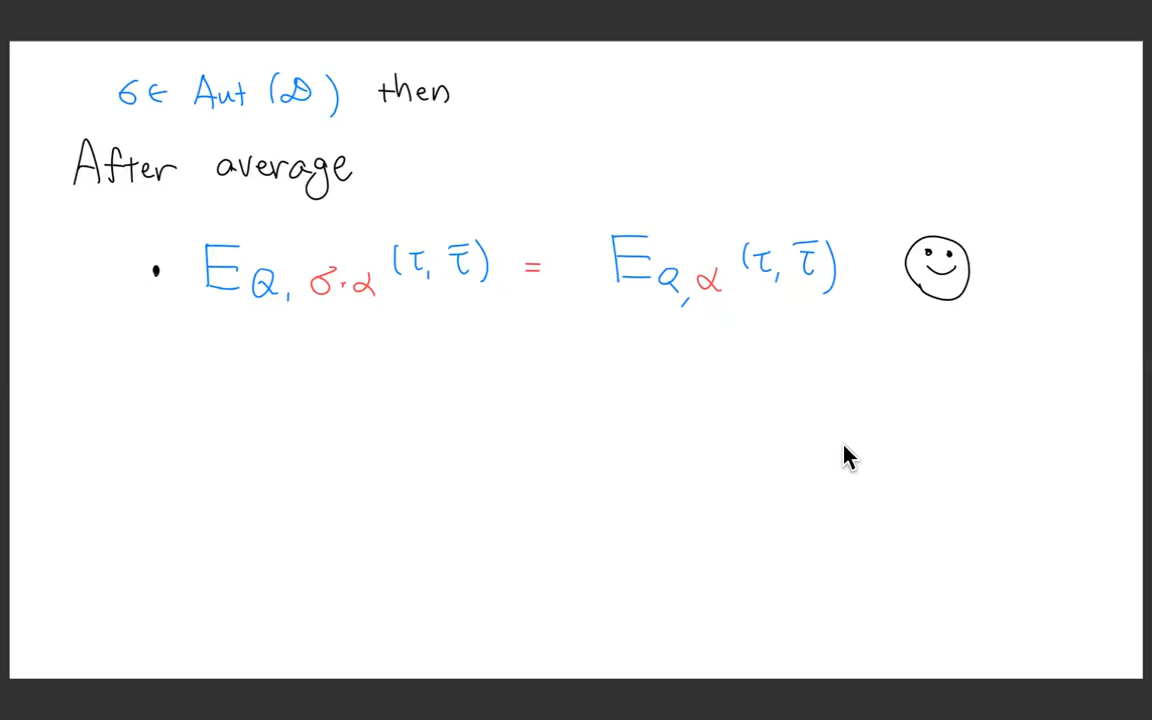 σ ∈ Aut (𝒟) then
After average
• E_{Q, σ·α} (τ, τ̄) = E_{Q, α} (τ, τ̄)